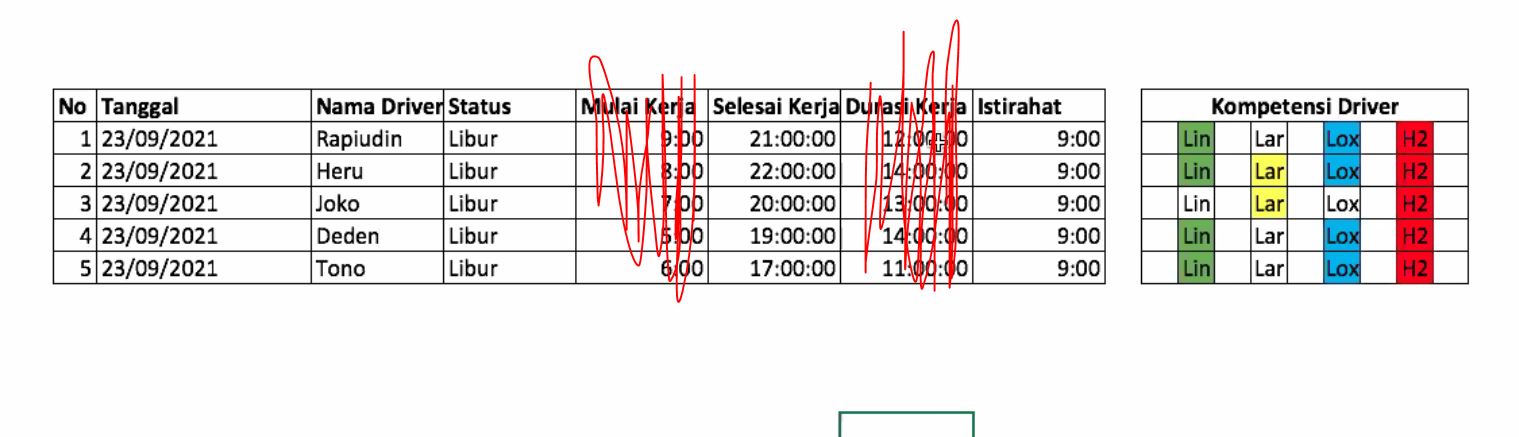 No Tanggal Nama Driver Status Mulai Kerja Selesai Kerja Durasi Kerja Istirahat Kompetensi Driver
1 23/09/2021 Rapiudin Libur 9:00 21:00:00 12:00:00 9:00 Lin Lar Lox H2
2 23/09/2021 Heru Libur 8:00 22:00:00 14:00:00 9:00 Lin Lar Lox H2
3 23/09/2021 Joko Libur 7:00 20:00:00 13:00:00 9:00 Lin Lar Lox H2
4 23/09/2021 Deden Libur 5:00 19:00:00 14:00:00 9:00 Lin Lar Lox H2
5 23/09/2021 Tono Libur 6:00 17:00:00 11:00:00 9:00 Lin Lar Lox H2